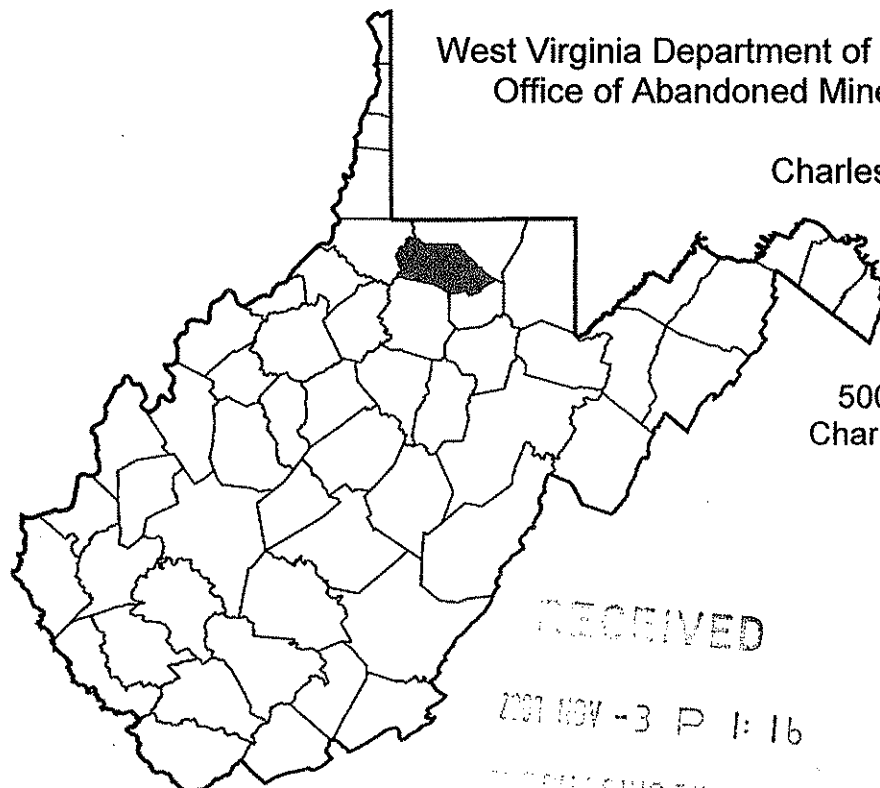 West Virginia Department of
Office of Abandoned Mine
Charles
500
Char
RECEIVED
NOV -3 P 1:16